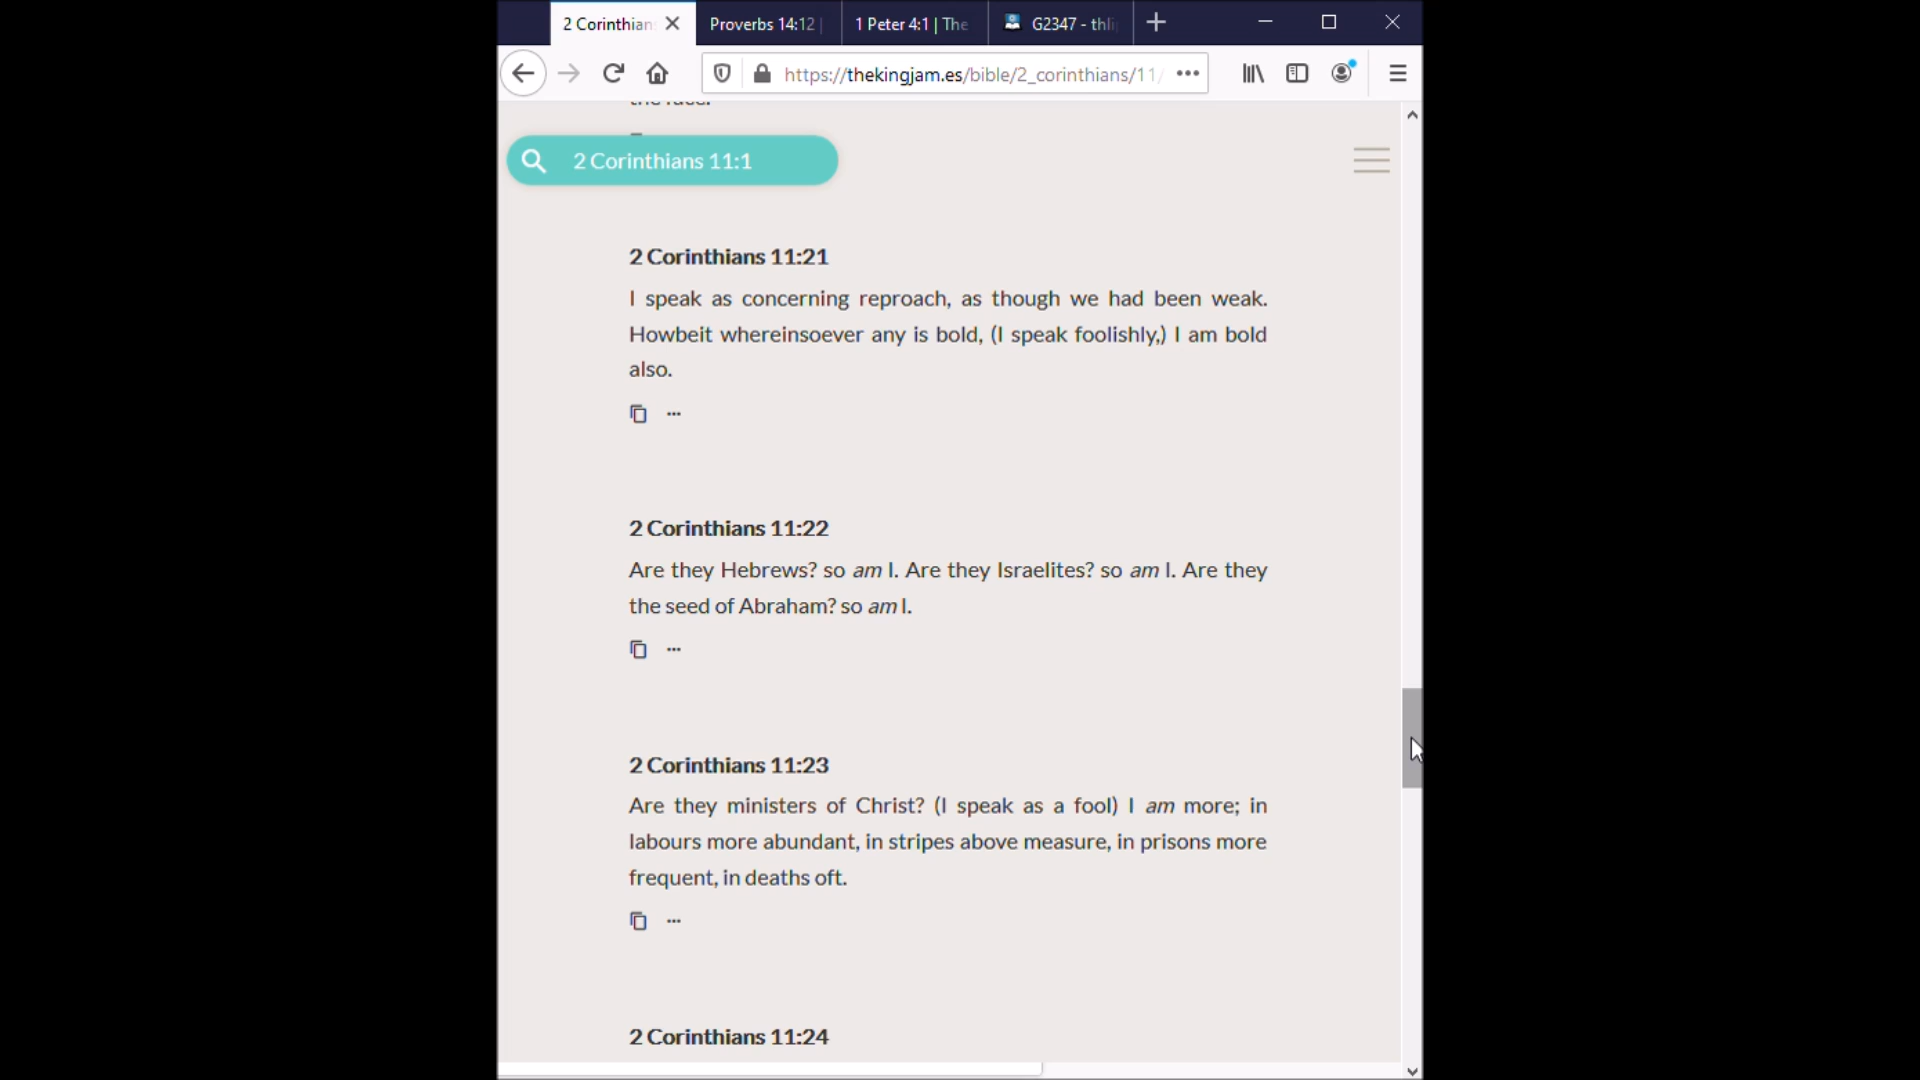 2 Corinthian
Proverbs 14:12 |
1 Peter 4:1 | The
G2347 - thli
https://thekingjam.es/bible/2_corinthians/11/
2 Corinthians 11:1
2 Corinthians 11:21
I speak as concerning reproach, as though we had been weak.
Howbeit whereinsoever any is bold, (I speak foolishly,) I am bold
also.
2 Corinthians 11:22
Are they Hebrews? so am I. Are they Israelites? so am I. Are they
the seed of Abraham? so am I.
2 Corinthians 11:23
Are they ministers of Christ? (I speak as a fool) I am more; in
labours more abundant, in stripes above measure, in prisons more
frequent, in deaths oft.
2 Corinthians 11:24